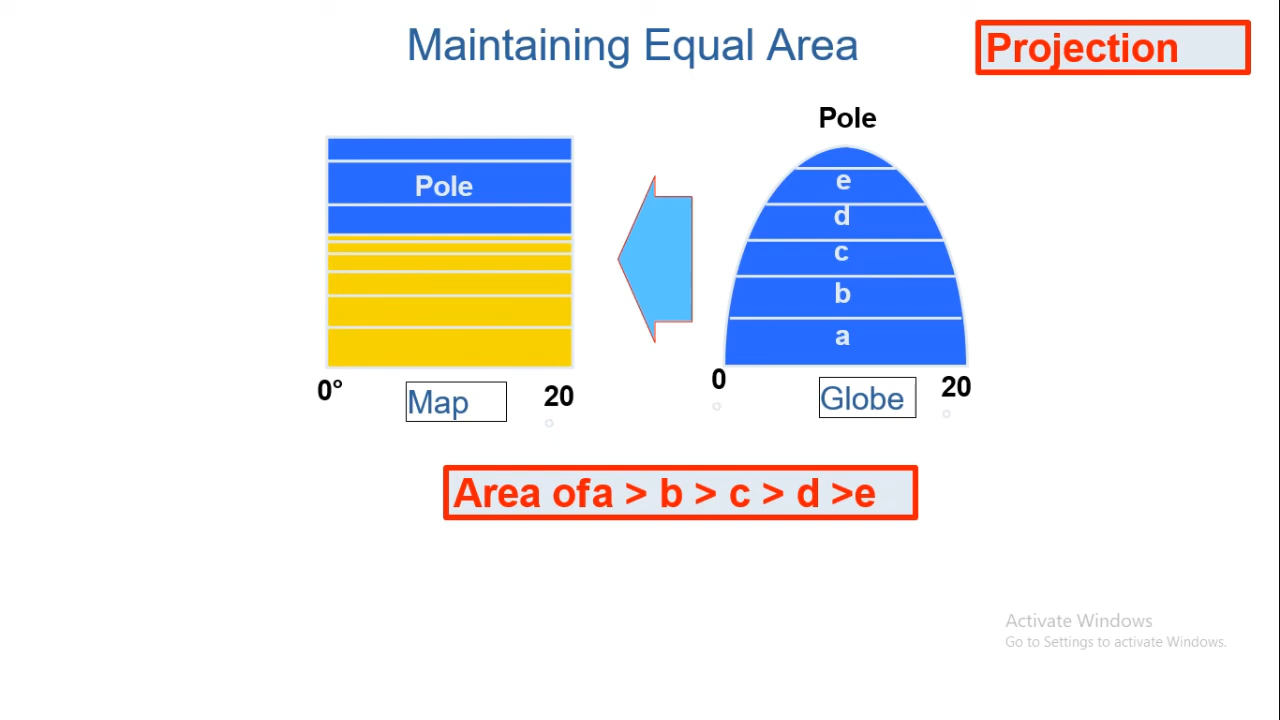 Maintaining Equal Area
Projection
Pole
Pole
e
d
c
b
a
0°
Map
20
°
0
°
Globe
20
°
Area ofa > b > c > d >e
Activate Windows
Go to Settings to activate Windows.